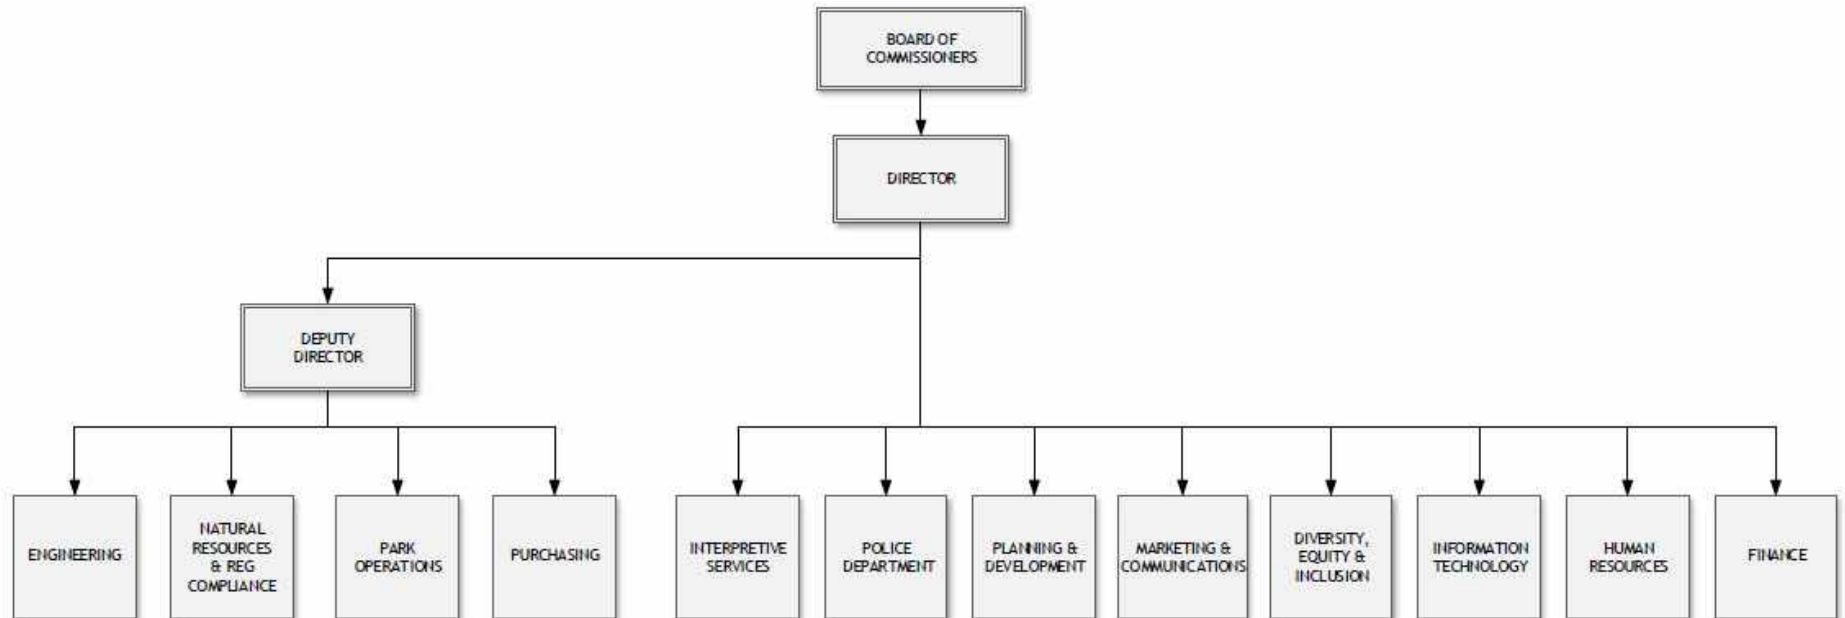 BOARD OF
COMMISSIONERS
DIRECTOR
DEPUTY
DIRECTOR
ENGINEERING
NATURAL
RESOURCES
& REG
COMPLIANCE
PARK
OPERATIONS
PURCHASING
INTERPRETIVE
SERVICES
POLICE
DEPARTMENT
PLANNING &
DEVELOPMENT
MARKETING &
COMMUNICATIONS
DIVERSITY,
EQUITY &
INCLUSION
INFORMATION
TECHNOLOGY
HUMAN
RESOURCES
FINANCE